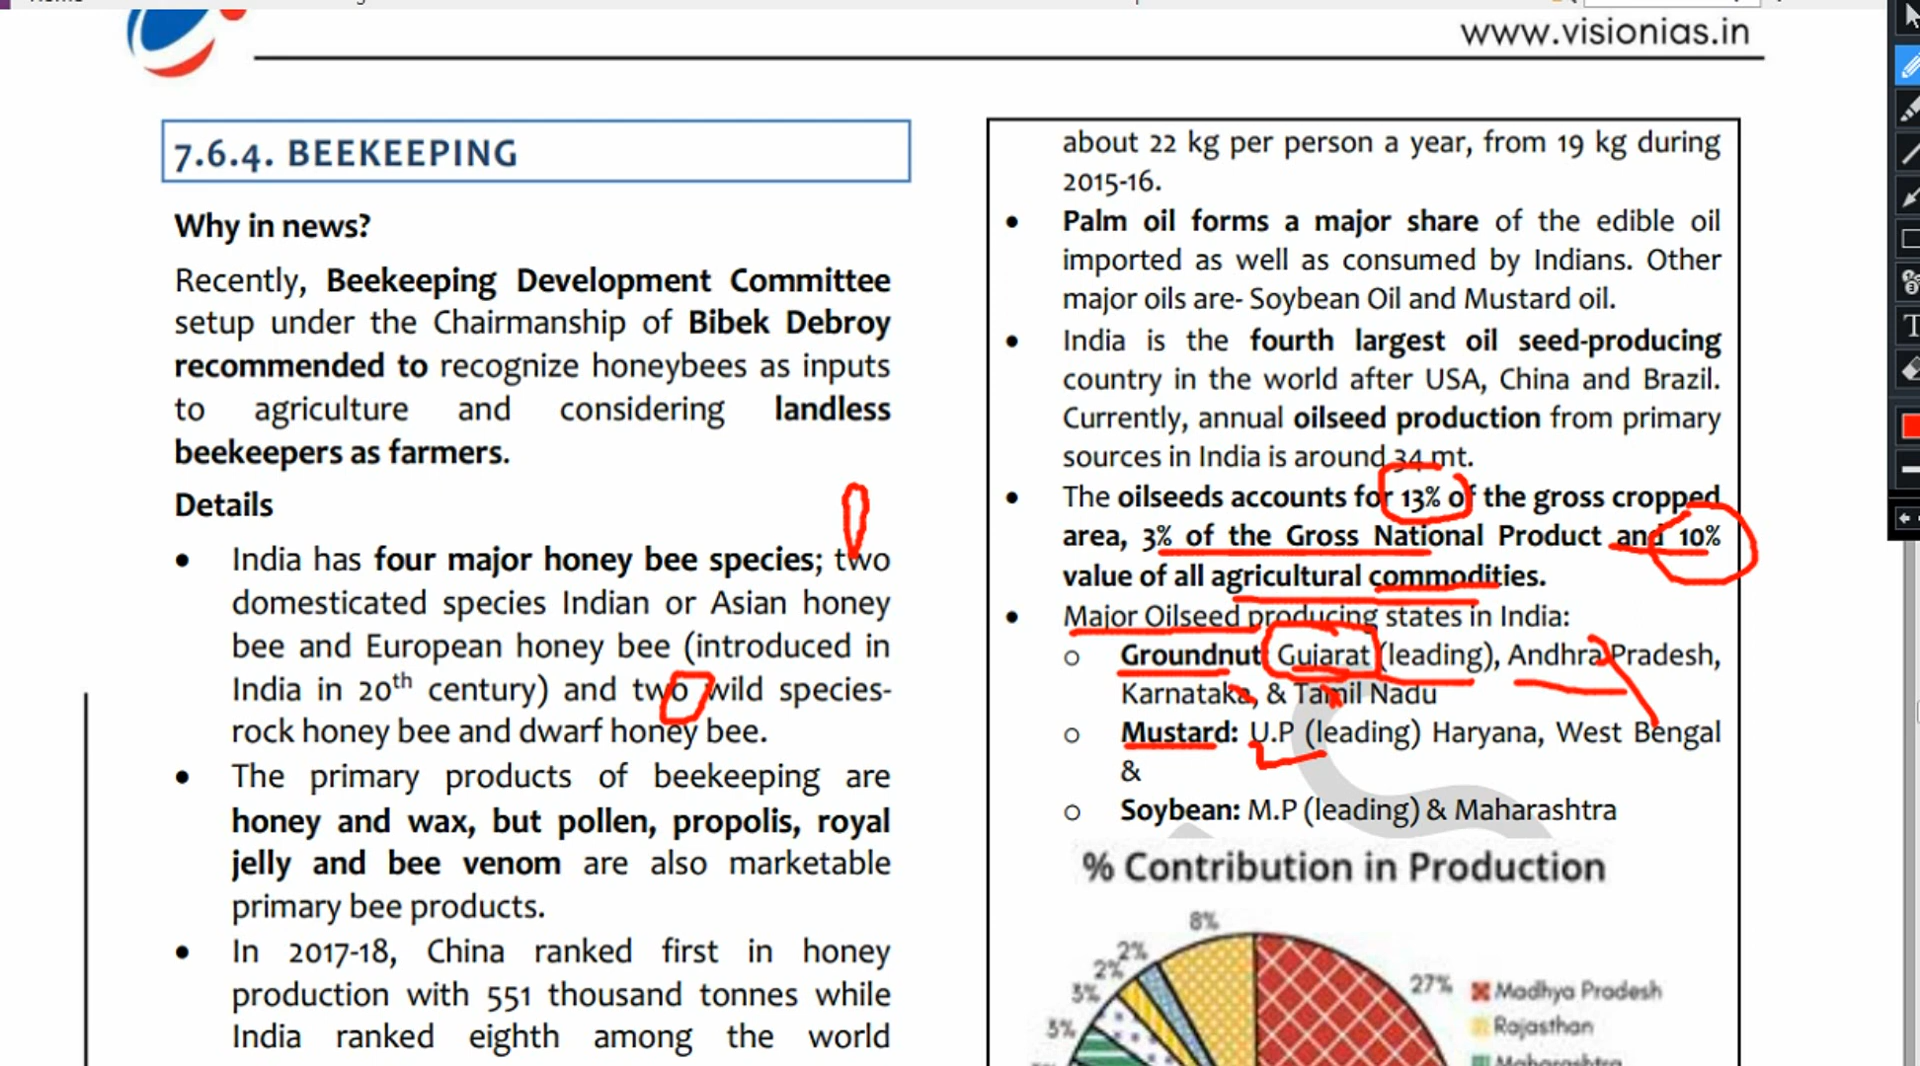 www.visionias.in
7.6.4. BEEKEEPING
Why in news?
Recently, Beekeeping Development Committee
setup under the Chairmanship of Bibek Debroy
recommended to recognize honeybees as inputs
to agriculture and considering landless
beekeepers as farmers.
Details
• India has four major honey bee species; two
domesticated species Indian or Asian honey
bee and European honey bee (introduced in
India in 20th century) and two wild species-
rock honey bee and dwarf honey bee.
• The primary products of beekeeping are
honey and wax, but pollen, propolis, royal
jelly and bee venom are also marketable
primary bee products.
• In 2017-18, China ranked first in honey
production with 551 thousand tonnes while
India ranked eighth among the world
about 22 kg per person a year, from 19 kg during
2015-16.
• Palm oil forms a major share of the edible oil
imported as well as consumed by Indians. Other
major oils are- Soybean Oil and Mustard oil.
• India is the fourth largest oil seed-producing
country in the world after USA, China and Brazil.
Currently, annual oilseed production from primary
sources in India is around 34 mt.
• The oilseeds accounts for 13% of the gross cropped
area, 3% of the Gross National Product and 10%
value of all agricultural commodities.
• Major Oilseed producing states in India:
o Groundnut: Gujarat (leading), Andhra Pradesh,
Karnataka, & Tamil Nadu
o Mustard: U.P (leading) Haryana, West Bengal
&
o Soybean: M.P (leading) & Maharashtra
% Contribution in Production
8%
2%
2%
3%
3%
27%
Madhya Pradesh
Rajasthan
Maharashtra